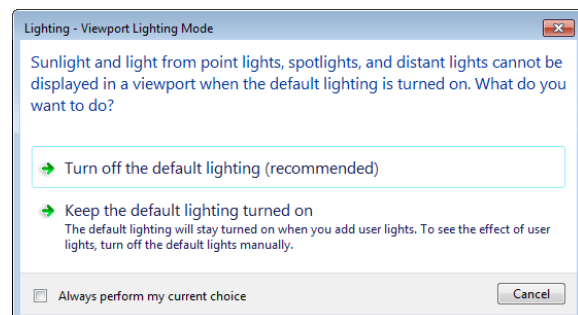 Lighting - Viewport Lighting Mode
Sunlight and light from point lights, spotlights, and distant lights cannot be
displayed in a viewport when the default lighting is turned on. What do you
want to do?
Turn off the default lighting (recommended)
Keep the default lighting turned on
The default lighting will stay turned on when you add user lights. To see the effect of user
lights, turn off the default lights manually.
Always perform my current choice
Cancel